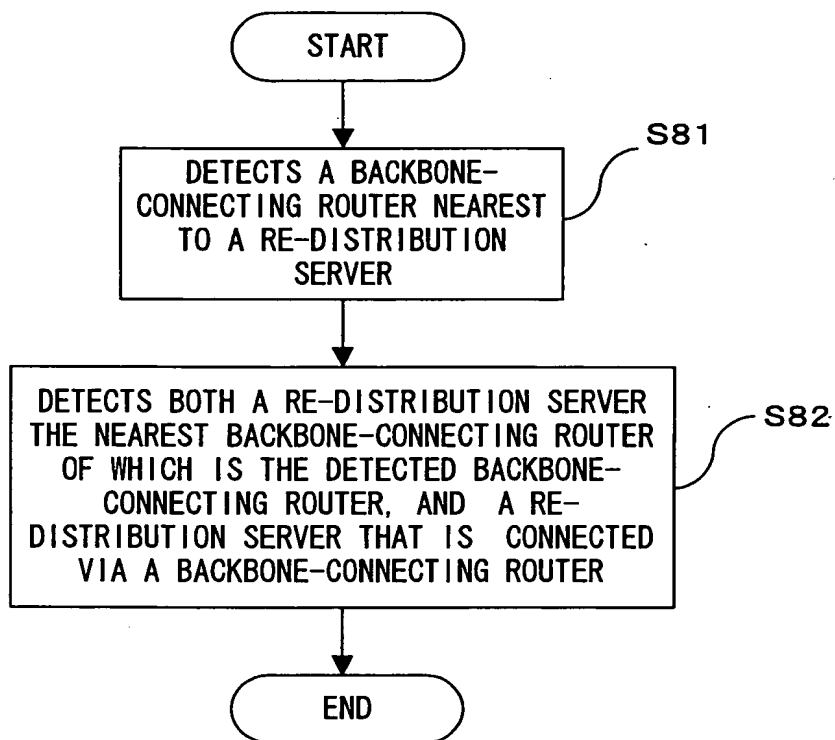 START
S81
DETECTS A BACKBONE-
CONNECTING ROUTER NEAREST
TO A RE-DISTRIBUTION
SERVER
DETECTS BOTH A RE-DISTRIBUTION SERVER
THE NEAREST BACKBONE-CONNECTING ROUTER
OF WHICH IS THE DETECTED BACKBONE-
CONNECTING ROUTER, AND A RE-
DISTRIBUTION SERVER THAT IS CONNECTED
VIA A BACKBONE-CONNECTING ROUTER
S82
END